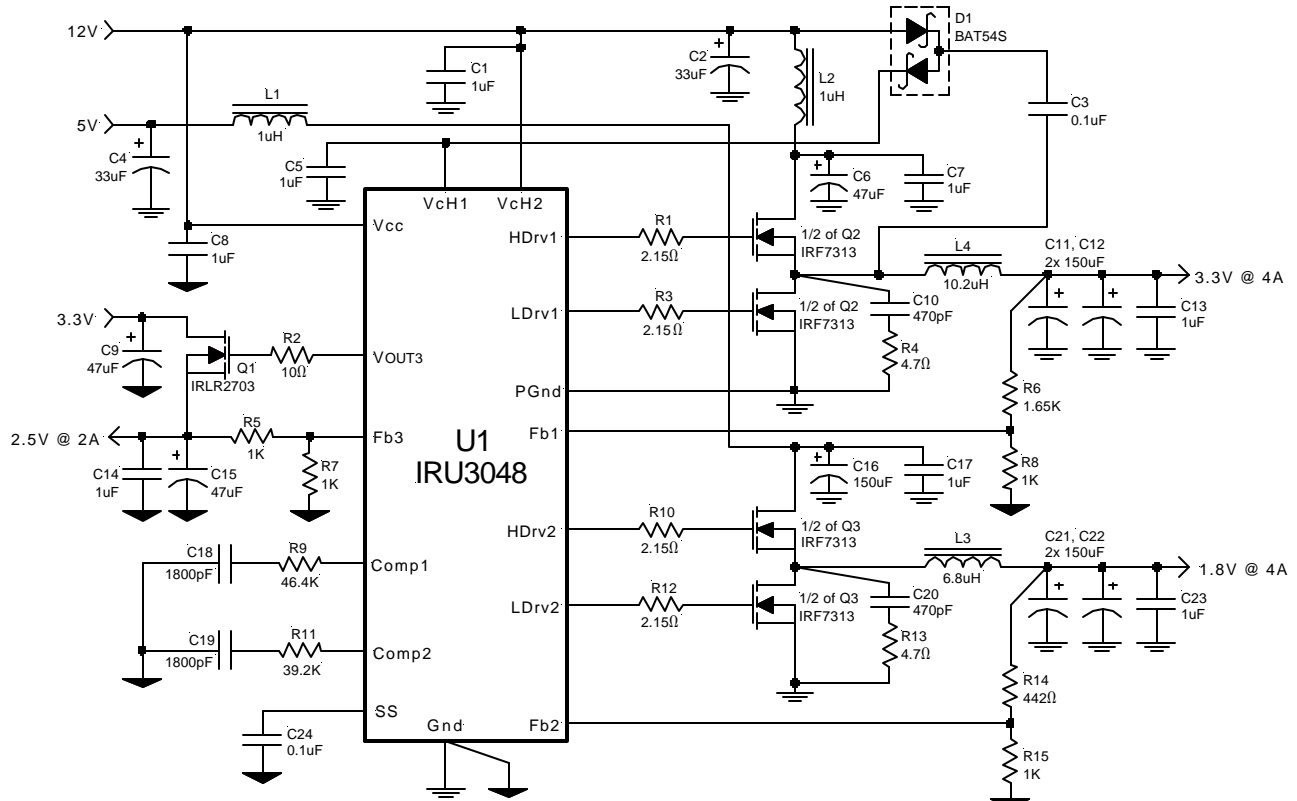 12V
5V
L1
1uH
C4
33uF
C1
1uF
C5
1uF
C2
33uF
L2
1uH
D1
BAT54S
C3
0.1uF
C6
47uF
C7
1uF
VcH1
VcH2
Vcc
C8
1uF
HDrv1
R1
2.15Ω
1/2 of Q2
IRF7313
L4
10.2uH
C11, C12
2x 150uF
3.3V @ 4A
C13
1uF
LDrv1
R3
2.15Ω
1/2 of Q2
IRF7313
C10
470pF
R4
4.7Ω
3.3V
C9
47uF
Q1
IRLR2703
R2
10Ω
VOUT3
PGnd
R6
1.65K
Fb1
R8
1K
2.5V @ 2A
R5
1K
Fb3
R7
1K
C14
1uF
C15
47uF
U1
IRU3048
C16
150uF
C17
1uF
HDrv2
R10
2.15Ω
1/2 of Q3
IRF7313
L3
6.8uH
C21, C22
2x 150uF
1.8V @ 4A
C23
1uF
C18
1800pF
R9
46.4K
Comp1
LDrv2
R12
2.15Ω
1/2 of Q3
IRF7313
C20
470pF
R13
4.7Ω
C19
1800pF
R11
39.2K
Comp2
R14
442Ω
SS
C24
0.1uF
Gnd
Fb2
R15
1K